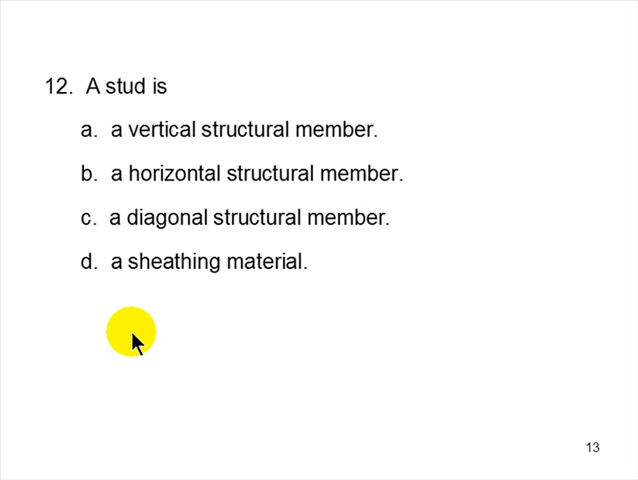 12. A stud is
a. a vertical structural member.
b. a horizontal structural member.
c. a diagonal structural member.
d. a sheathing material.
13